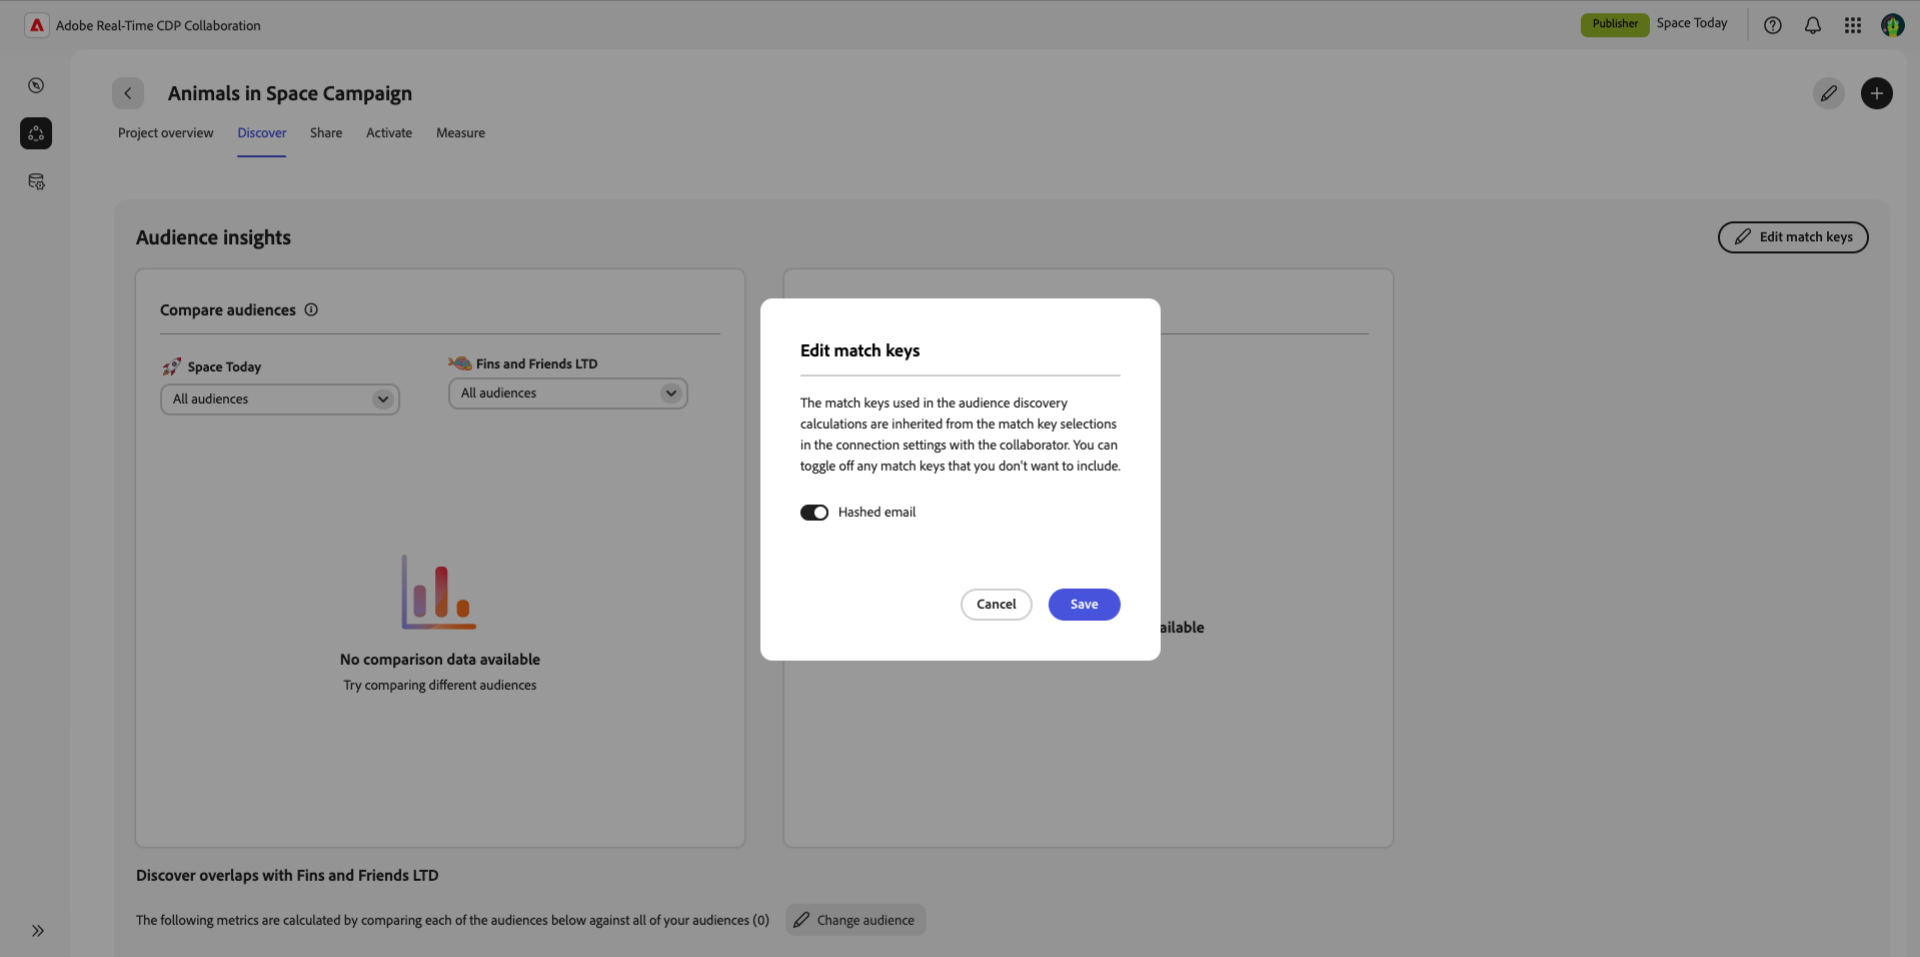 Adobe Real-Time CDP Collaboration
Publisher Space Today
Animals in Space Campaign
Project overview Discover Share Activate Measure
Audience insights
Edit match keys
Compare audiences
Space Today
Fins and Friends LTD
All audiences
All audiences
No comparison data available
Try comparing different audiences
Edit match keys
The match keys used in the audience discovery
calculations are inherited from the match key selections
in the connection settings with the collaborator. You can
toggle off any match keys that you don't want to include.
Hashed email
Cancel Save
ailable
Discover overlaps with Fins and Friends LTD
The following metrics are calculated by comparing each of the audiences below against all of your audiences (0)
Change audience